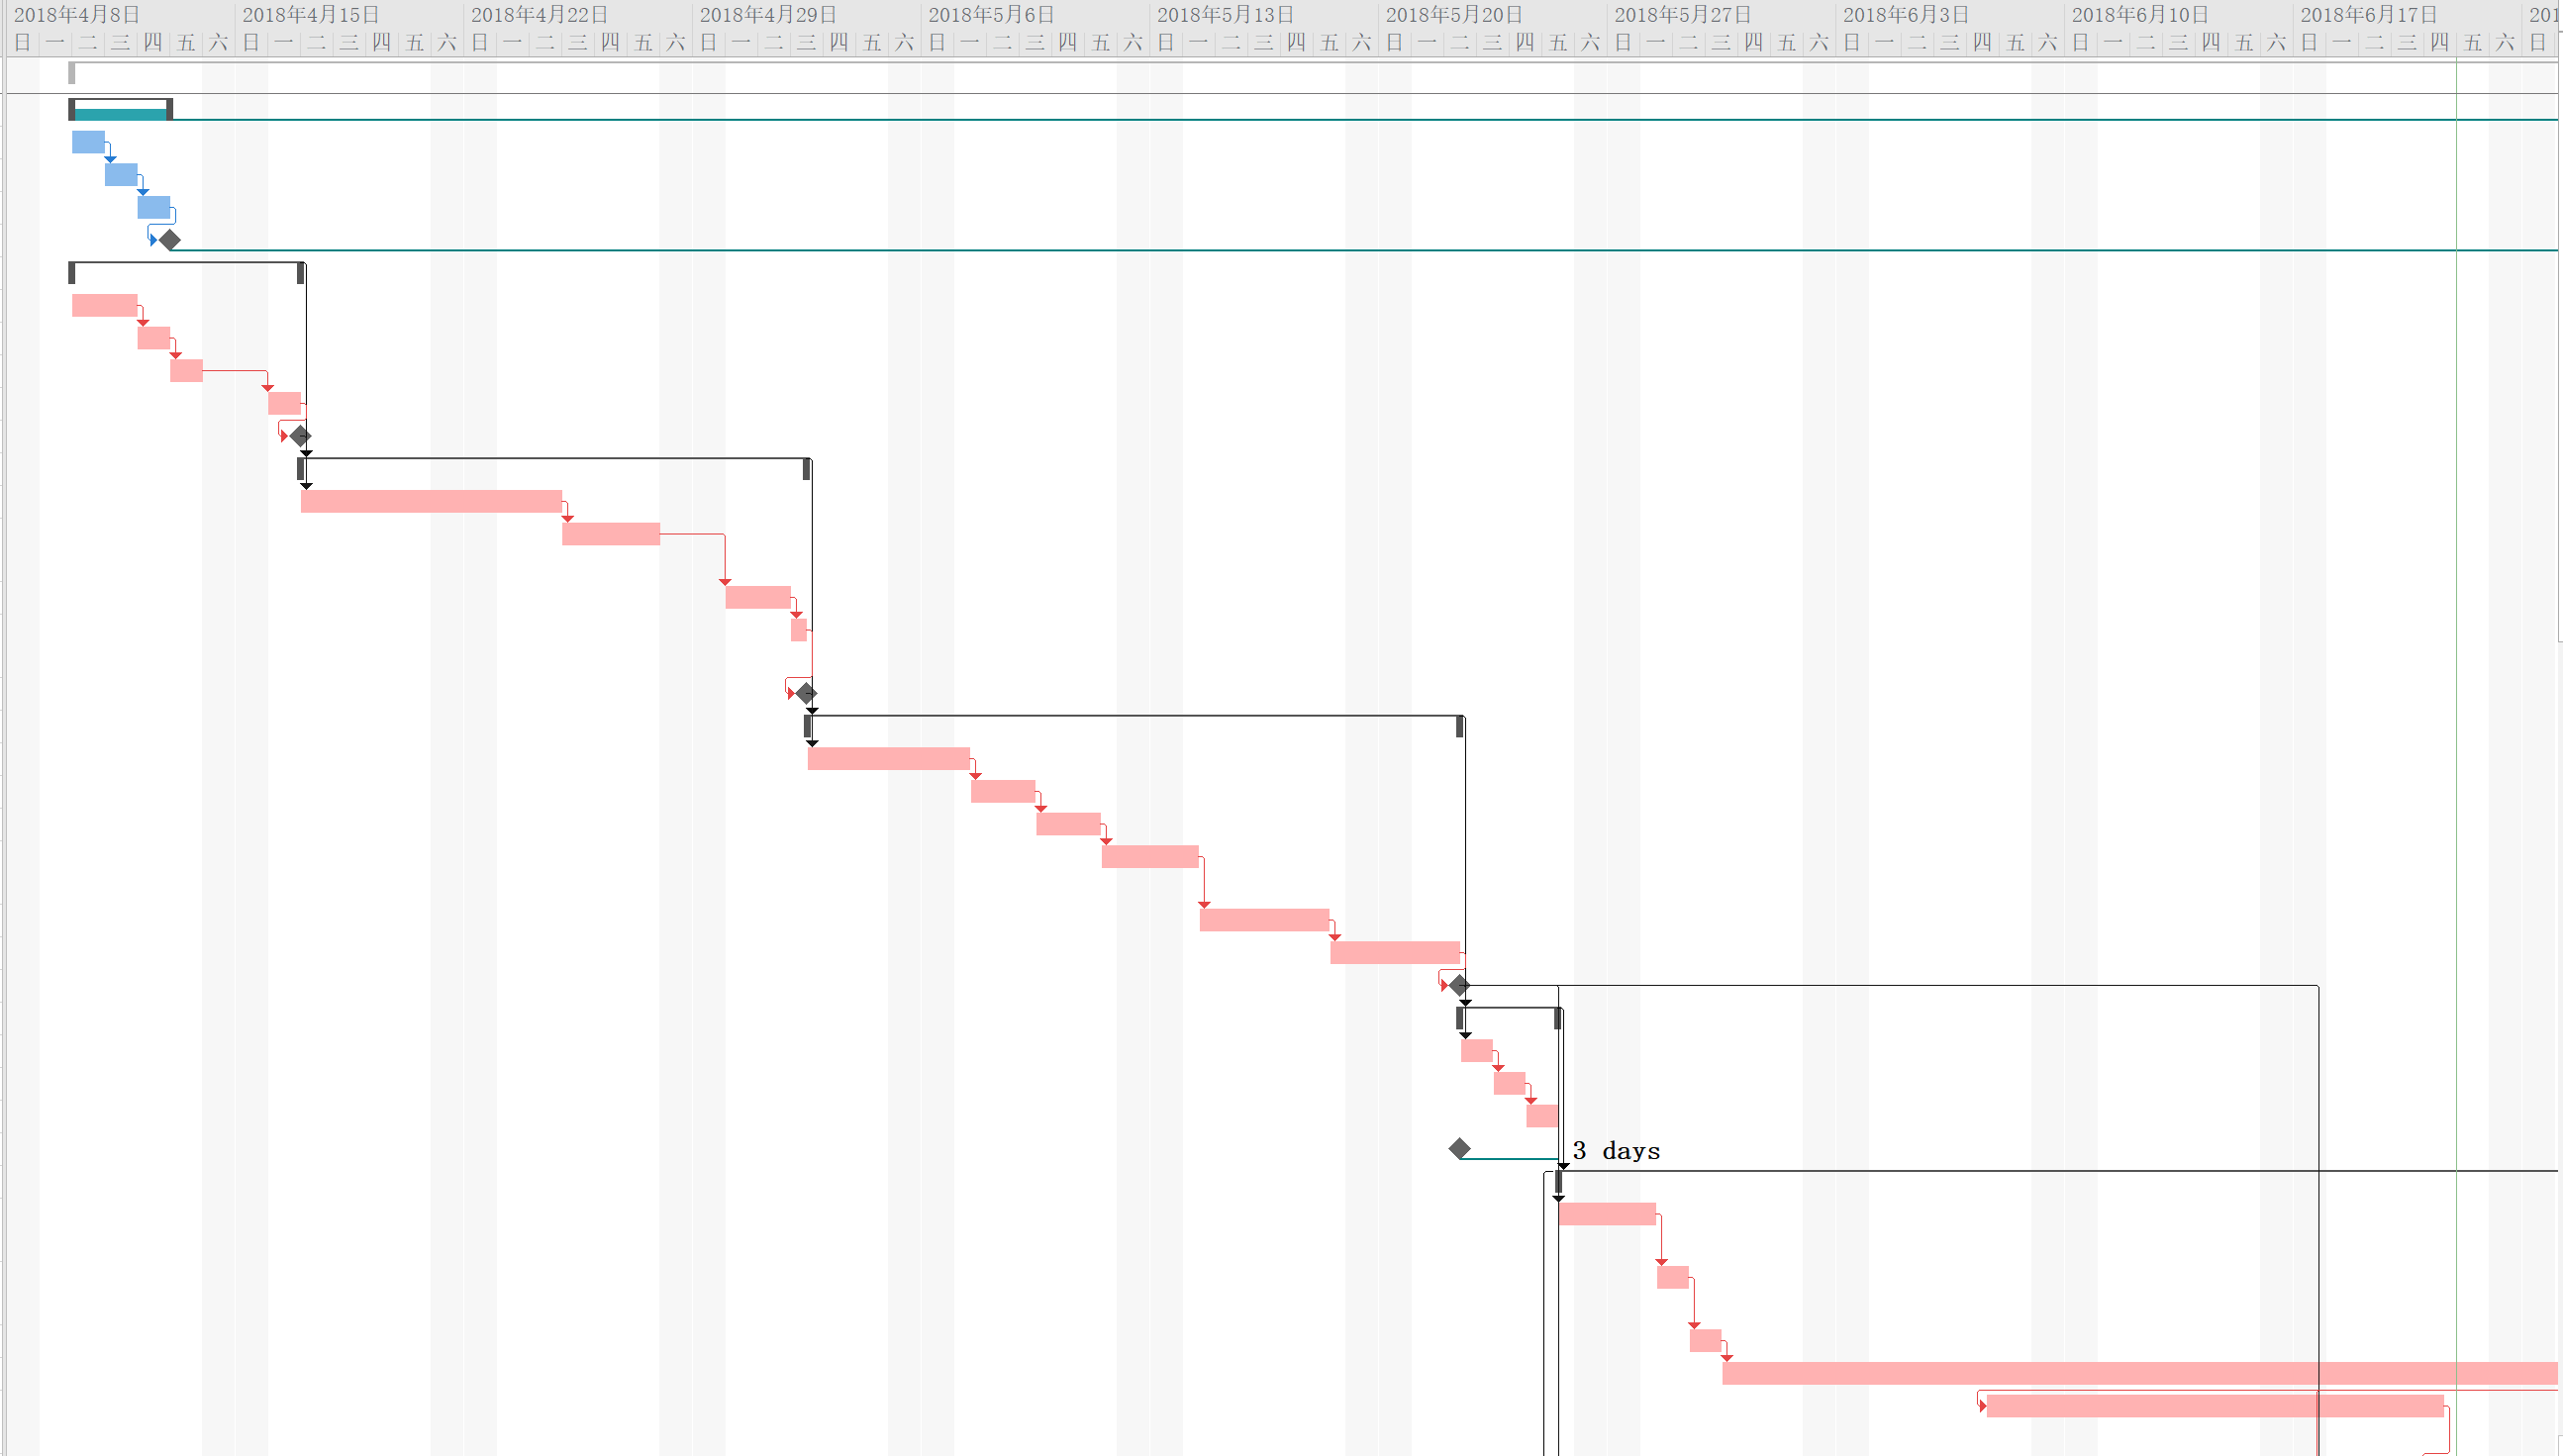 2018年4月8日 2018年4月15日 2018年4月22日 2018年4月29日 2018年5月6日 2018年5月13日 2018年5月20日 2018年5月27日 2018年6月3日 2018年6月10日 2018年6月17日 201
日 一 二 三 四 五 六 日 一 二 三 四 五 六 日 一 二 三 四 五 六 日 一 二 三 四 五 六 日 一 二 三 四 五 六 日 一 二 三 四 五 六 日 一 二 三 四 五 六 日 一 二 三 四 五 六 日 一 二 三 四 五 六 日 一 二 三 四 五 六 日 一 二 三 四 五 六 日
3 days